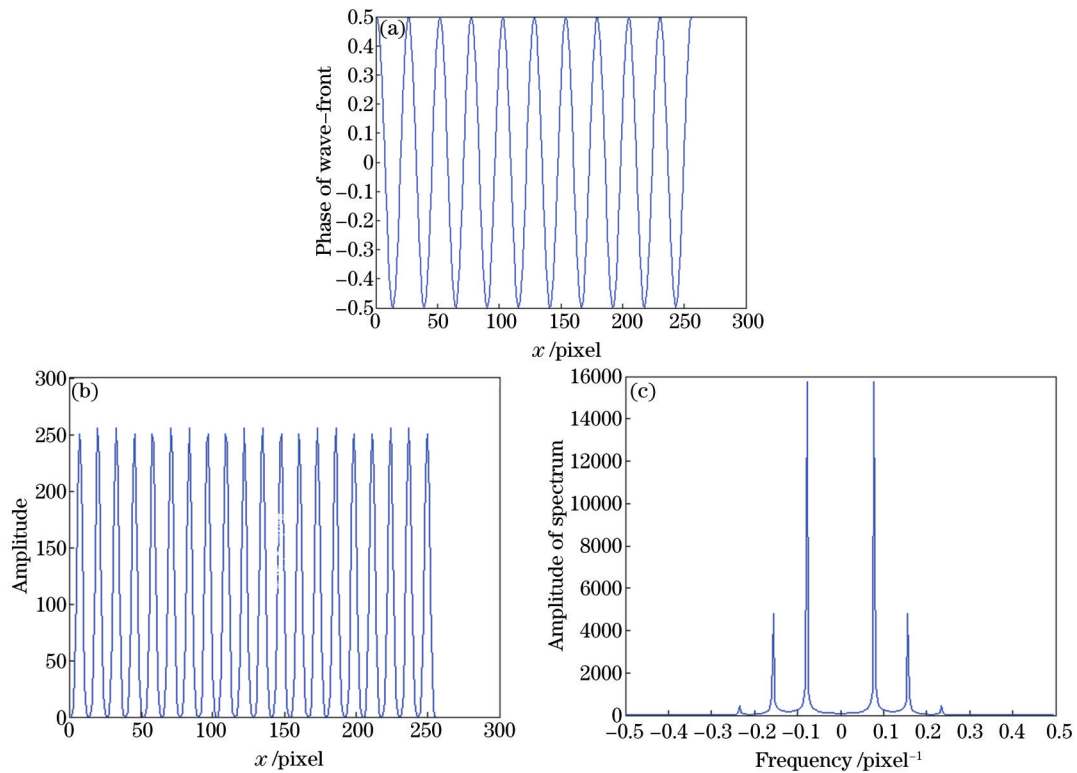 (a)
Phase of wave-front
0.5
0.4
0.3
0.2
0.1
0
−0.1
−0.2
−0.3
−0.4
−0.5
0 50 100 150 200 250 300
x /pixel
(b)
Amplitude
300
250
200
150
100
50
0
0 50 100 150 200 250 300
x /pixel
(c)
Amplitude of spectrum
16000
14000
12000
10000
8000
6000
4000
2000
0
−0.5 −0.4 −0.3 −0.2 −0.1 0 0.1 0.2 0.3 0.4 0.5
Frequency /pixel⁻¹